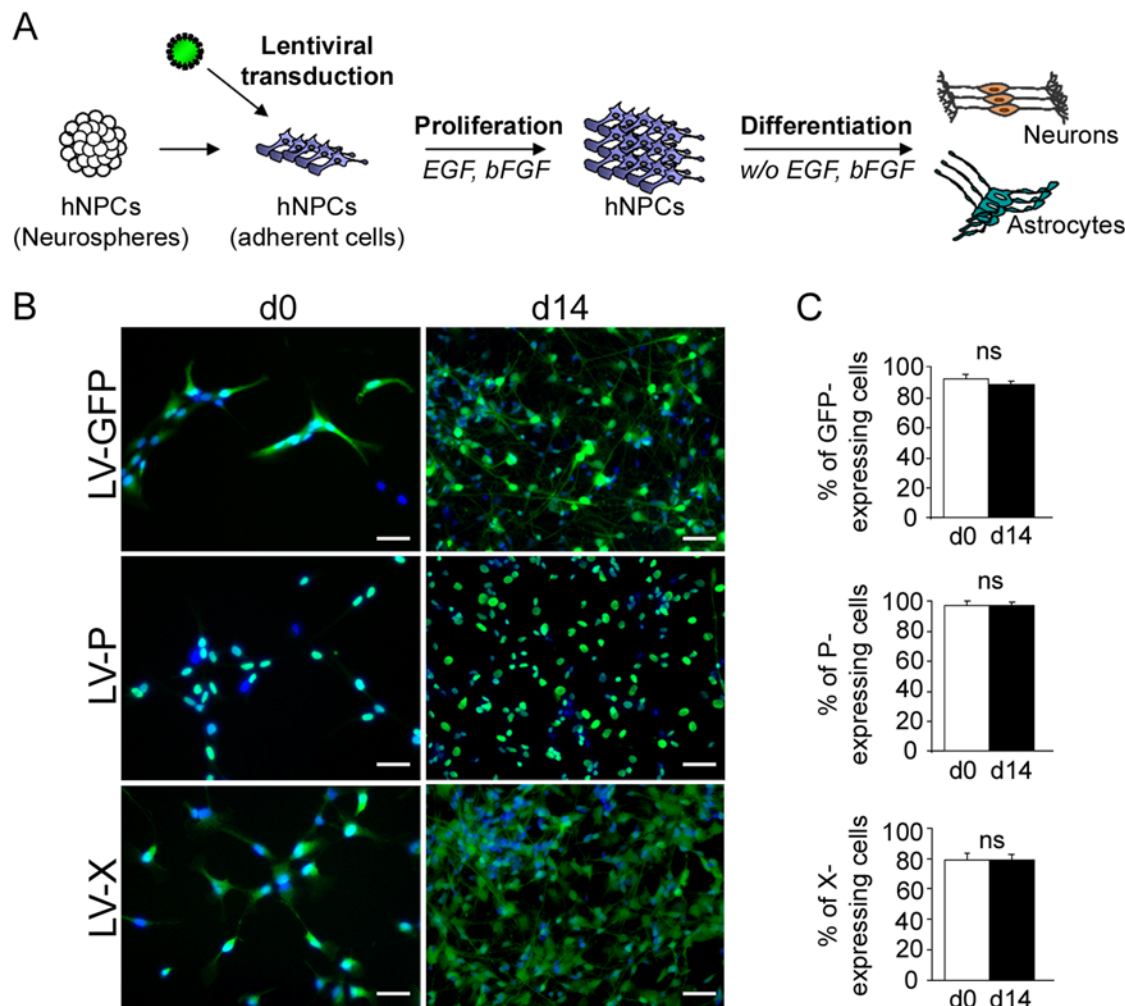 A
Lentiviral
transduction
Proliferation
EGF, bFGF
Differentiation
w/o EGF, bFGF
Neurons
Astrocytes
hNPCs
(Neurospheres)
hNPCs
(adherent cells)
hNPCs
B
d0
d14
LV-GFP
LV-P
LV-X
C
% of GFP-
expressing cells
100
80
60
40
20
0
ns
d0
d14
% of P-
expressing cells
100
80
60
40
20
0
ns
d0
d14
% of X-
expressing cells
100
80
60
40
20
0
ns
d0
d14